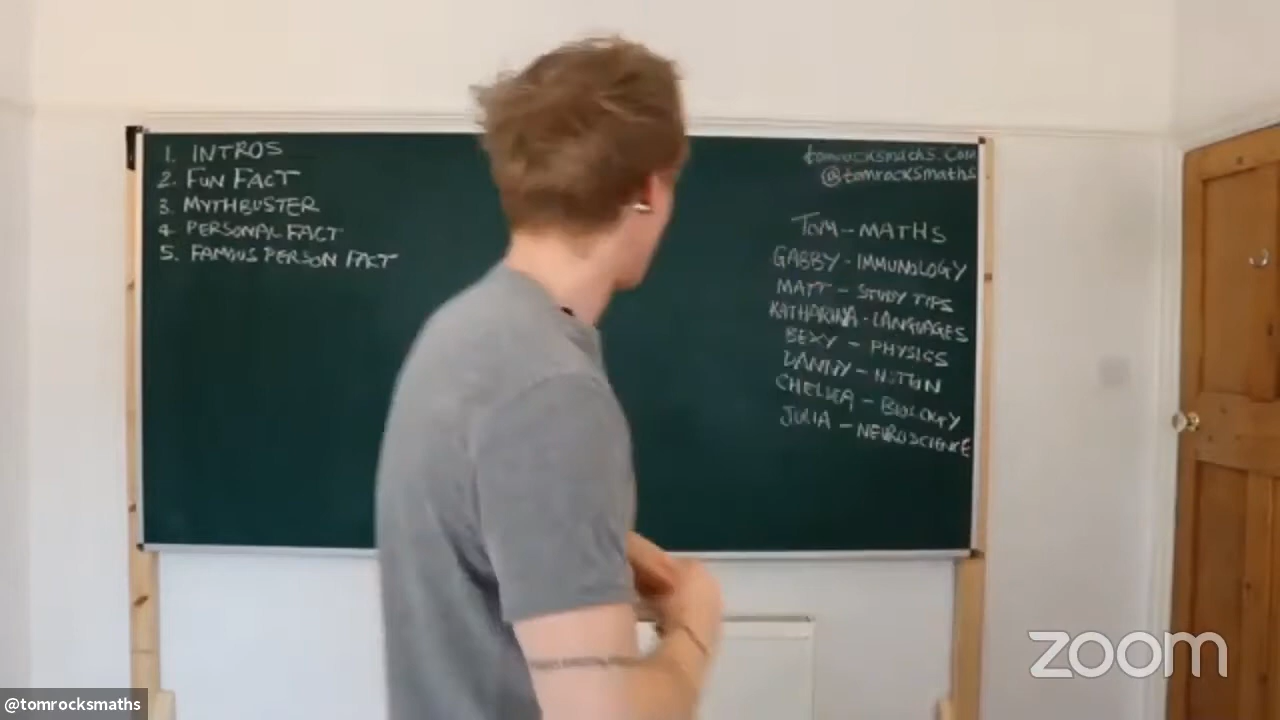 1. INTROS
2. FUN FACT
3. MYTHBUSTER
4. PERSONAL FACT
5. FAMOUS PERSON FACT
tomrocksmaths.com
@tomrocksmaths
TOM - MATHS
GABBY - IMMUNOLOGY
MATT - STUDY TIPS
KATHARINA - LANGUAGES
BEXY - PHYSICS
DANNY -
CHELSEA - BIOLOGY
JULIA - NEUROSCIENCE
zoom
@tomrocksmaths